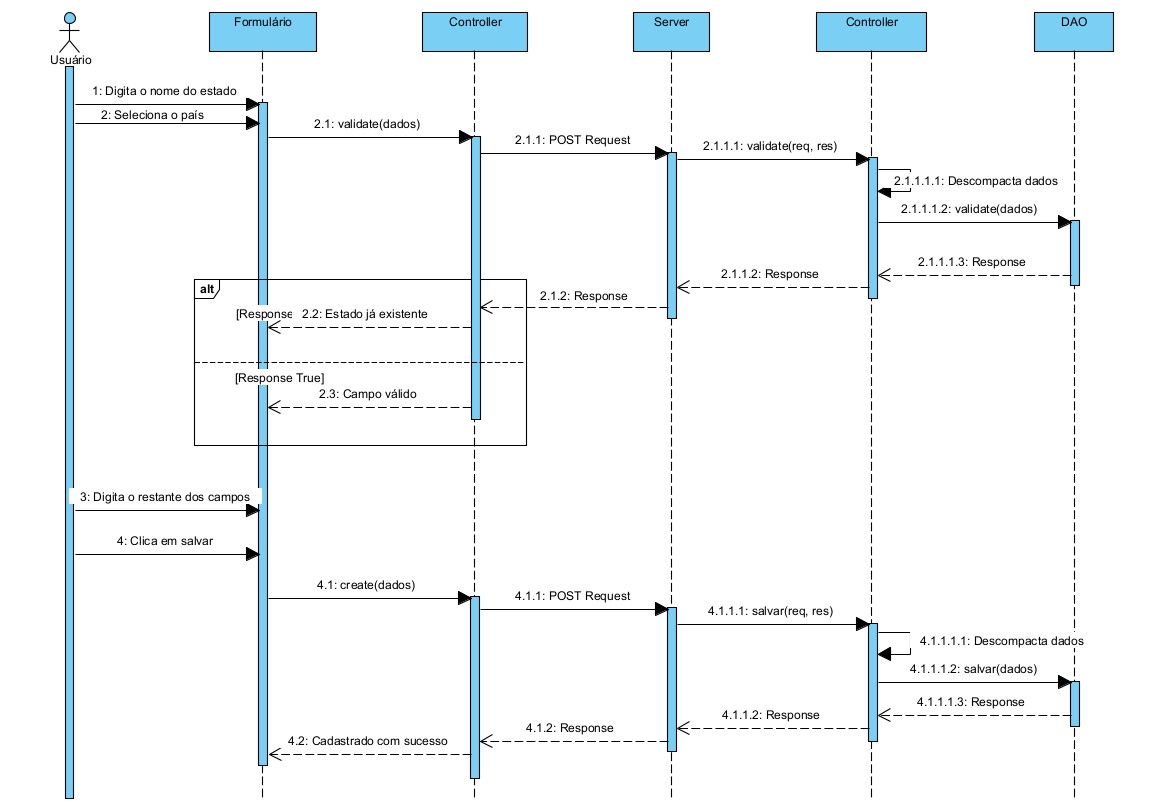 Usuário
Formulário
Controller
Server
Controller
DAO
1: Digita o nome do estado
2: Seleciona o país
2.1: validate(dados)
2.1.1: POST Request
2.1.1.1: validate(req, res)
2.1.1.1.1: Descompacta dados
2.1.1.1.2: validate(dados)
2.1.1.1.3: Response
2.1.1.2: Response
2.1.2: Response
alt
[Response
2.2: Estado já existente
[Response True]
2.3: Campo válido
3: Digita o restante dos campos
4: Clica em salvar
4.1: create(dados)
4.1.1: POST Request
4.1.1.1: salvar(req, res)
4.1.1.1.1: Descompacta dados
4.1.1.1.2: salvar(dados)
4.1.1.1.3: Response
4.1.1.2: Response
4.1.2: Response
4.2: Cadastrado com sucesso